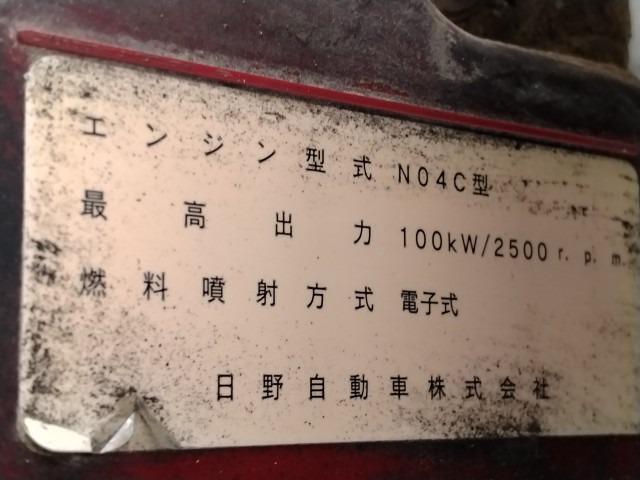 エンジン型式 N04C型
最高出力 100kW/2500r.p.m.
燃料噴射方式 電子式
日野自動車株式会社